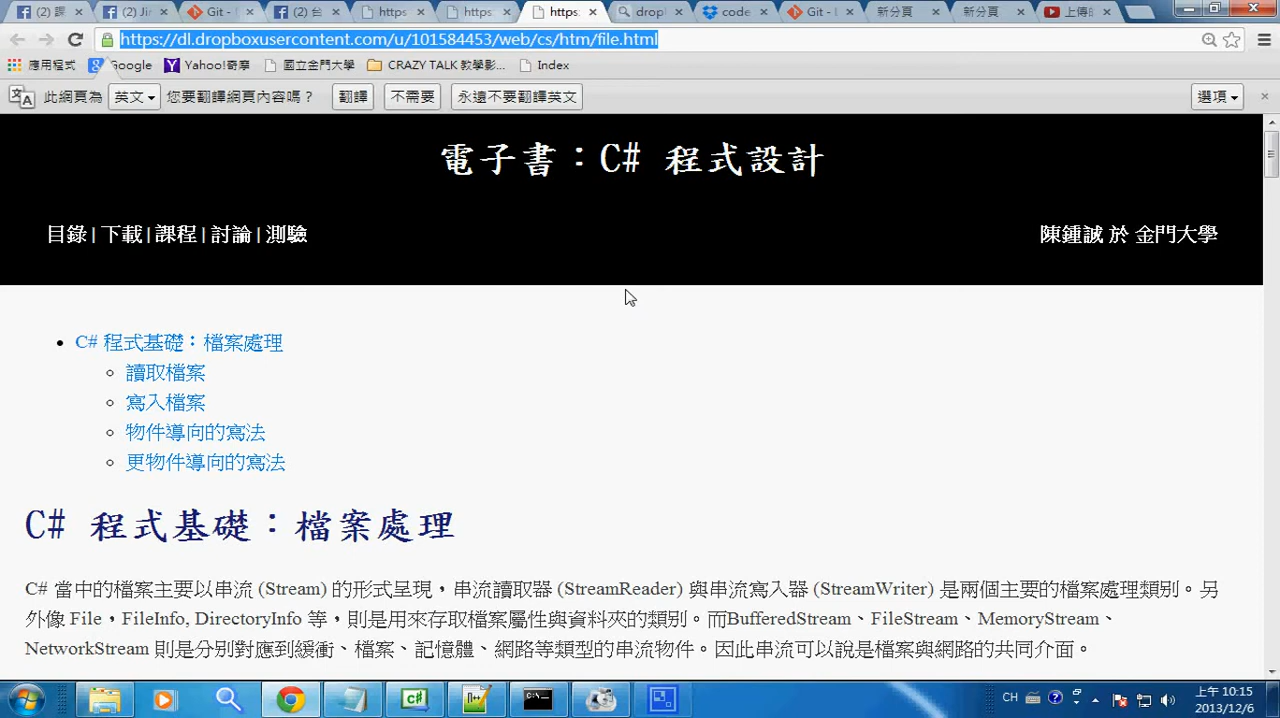 (2) 課
(2) Jin
Git -
(2) 台
https
https
https:
dropl
code
Git - I
新分頁
新分頁
上傳的
https://dl.dropboxusercontent.com/u/101584453/web/cs/htm/file.html
應用程式
Google
Yahoo!奇摩
國立金門大學
CRAZY TALK 教學影...
Index
此網頁為 英文 您要翻譯網頁內容嗎？ 翻譯 不需要 永遠不要翻譯英文 選項
電子書：C# 程式設計
目錄 | 下載 | 課程 | 討論 | 測驗
陳鍾誠 於 金門大學
C# 程式基礎：檔案處理
讀取檔案
寫入檔案
物件導向的寫法
更物件導向的寫法
C# 程式基礎：檔案處理
C# 當中的檔案主要以串流 (Stream) 的形式呈現，串流讀取器 (StreamReader) 與串流寫入器 (StreamWriter) 是兩個主要的檔案處理類別。另
外像 File，FileInfo, DirectoryInfo 等，則是用來存取檔案屬性與資料夾的類別。而BufferedStream、FileStream、MemoryStream、
NetworkStream 則是分別對應到緩衝、檔案、記憶體、網路等類型的串流物件。因此串流可以說是檔案與網路的共同介面。
CH
上午 10:15
2013/12/6